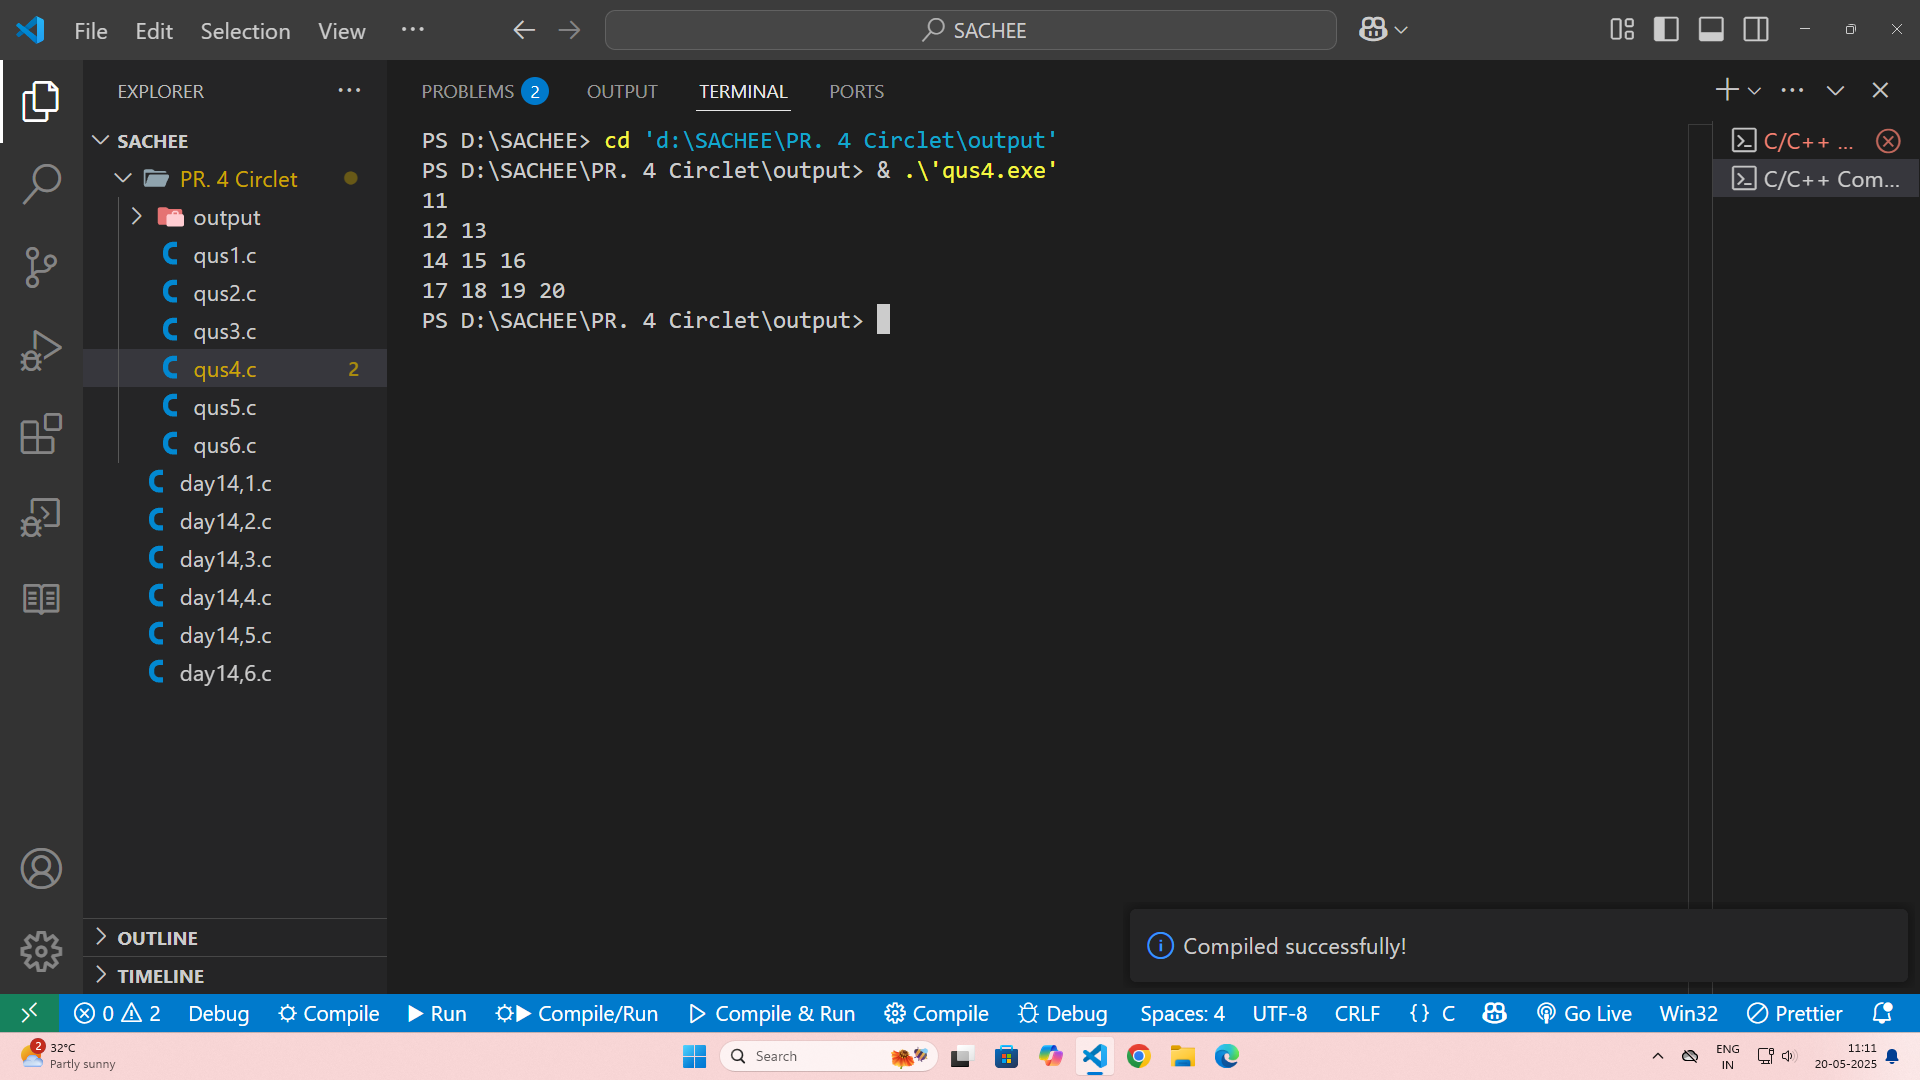 File Edit Selection View ···
SACHEE
EXPLORER ···
SACHEE
PR. 4 Circlet
output
qus1.c
qus2.c
qus3.c
qus4.c 2
qus5.c
qus6.c
day14,1.c
day14,2.c
day14,3.c
day14,4.c
day14,5.c
day14,6.c
OUTLINE
TIMELINE
PROBLEMS 2 OUTPUT TERMINAL PORTS
PS D:\SACHEE> cd 'd:\SACHEE\PR. 4 Circlet\output'
PS D:\SACHEE\PR. 4 Circlet\output> & .\'qus4.exe'
11
12 13
14 15 16
17 18 19 20
PS D:\SACHEE\PR. 4 Circlet\output>
C/C++ ...
C/C++ Com...
Compiled successfully!
0 2 Debug Compile Run Compile/Run Compile & Run Compile Debug Spaces: 4 UTF-8 CRLF {} C Go Live Win32 Prettier
2
32°C
Partly sunny
Search
ENG
IN
11:11
20-05-2025